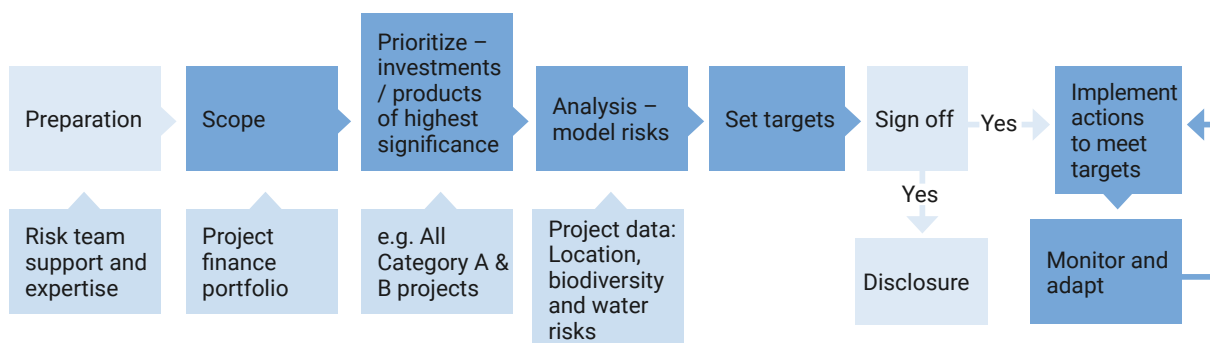 Preparation
Scope
Prioritize –
investments
/ products
of highest
significance
Analysis –
model risks
Set targets
Sign off
Yes
Implement
actions
to meet
targets
Yes
Risk team
support and
expertise
Project
finance
portfolio
e.g. All
Category A &
B projects
Project data:
Location,
biodiversity
and water
risks
Disclosure
Monitor and
adapt